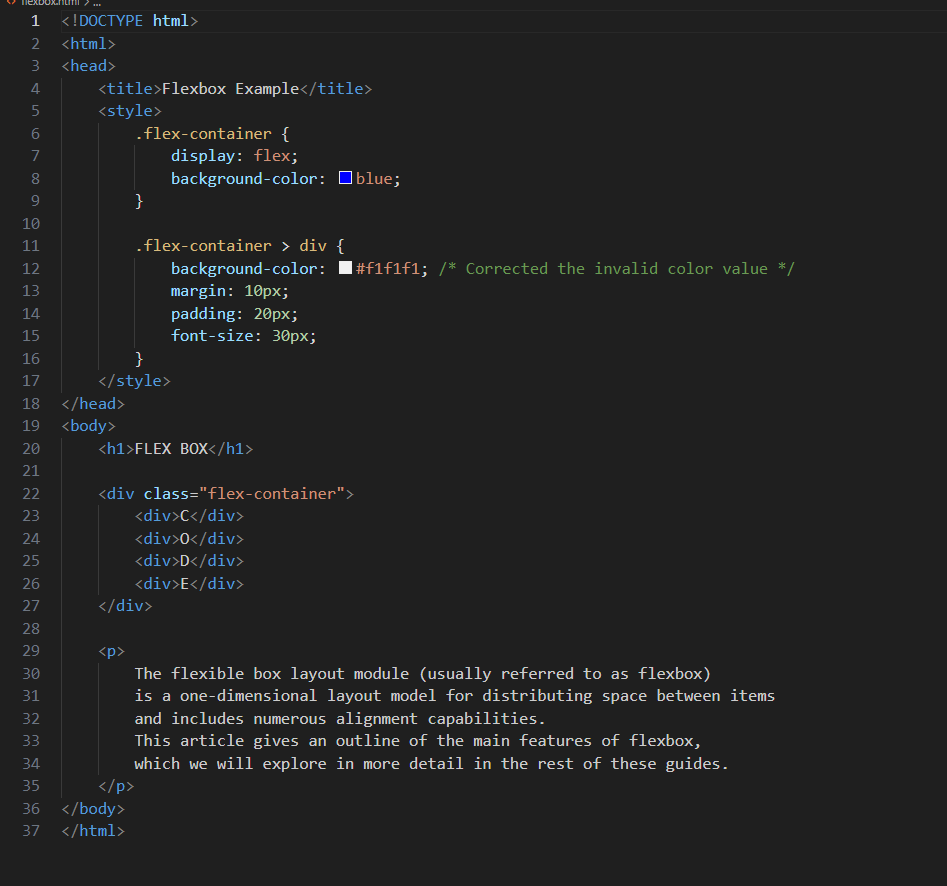 flexbox.html > ...
1 <!DOCTYPE html>
2 <html>
3 <head>
4     <title>Flexbox Example</title>
5     <style>
6         .flex-container {
7             display: flex;
8             background-color: blue;
9         }
10
11         .flex-container > div {
12             background-color: #f1f1f1; /* Corrected the invalid color value */
13             margin: 10px;
14             padding: 20px;
15             font-size: 30px;
16         }
17     </style>
18 </head>
19 <body>
20     <h1>FLEX BOX</h1>
21
22     <div class="flex-container">
23         <div>C</div>
24         <div>O</div>
25         <div>D</div>
26         <div>E</div>
27     </div>
28
29     <p>
30         The flexible box layout module (usually referred to as flexbox)
31         is a one-dimensional layout model for distributing space between items
32         and includes numerous alignment capabilities.
33         This article gives an outline of the main features of flexbox,
34         which we will explore in more detail in the rest of these guides.
35     </p>
36 </body>
37 </html>